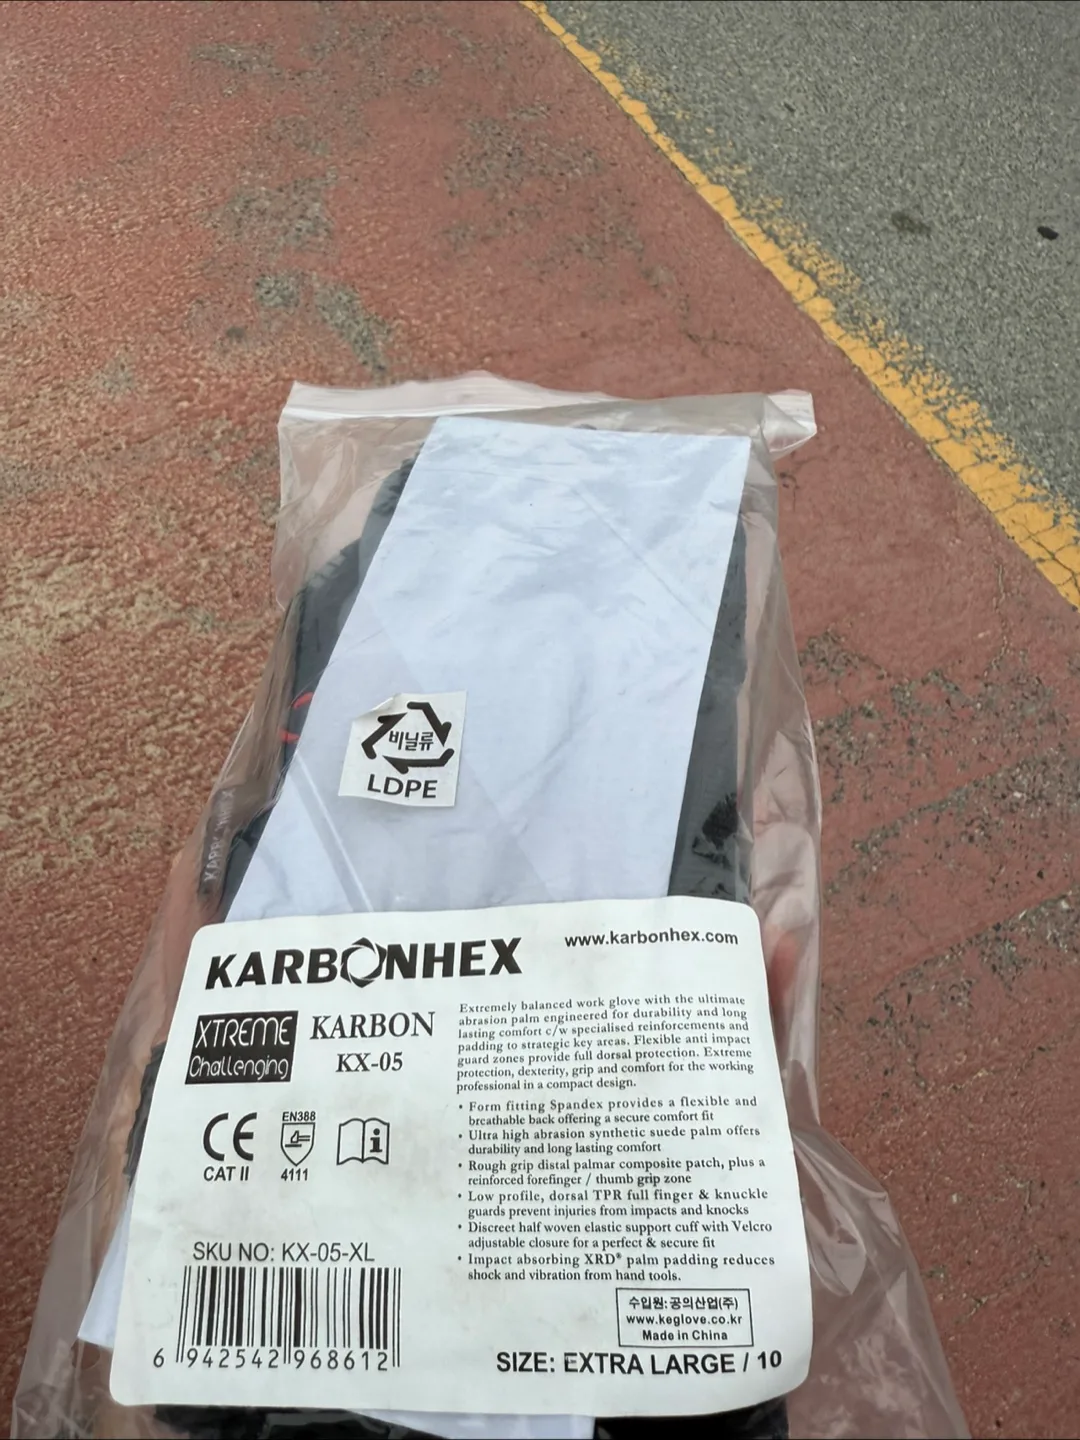 비닐류
LDPE
KARBONHEX
KARBONHEX
www.karbonhex.com
XTREME
Challenging
KARBON
KX-05
Extremely balanced work glove with the ultimate
abrasion palm engineered for durability and long
lasting comfort c/w specialised reinforcements and
padding to strategic key areas. Flexible anti impact
guard zones provide full dorsal protection. Extreme
protection, dexterity, grip and comfort for the working
professional in a compact design.
• Form fitting Spandex provides a flexible and
breathable back offering a secure comfort fit
• Ultra high abrasion synthetic suede palm offers
durability and long lasting comfort
• Rough grip distal palmar composite patch, plus a
reinforced forefinger / thumb grip zone
• Low profile, dorsal TPR full finger & knuckle
guards prevent injuries from impacts and knocks
• Discreet half woven elastic support cuff with Velcro
adjustable closure for a perfect & secure fit
• Impact absorbing XRD® palm padding reduces
shock and vibration from hand tools.
CE
CAT II
EN388
4111
i
SKU NO: KX-05-XL
6 942542 968612
수입원:공의산업(주)
www.keglove.co.kr
Made in China
SIZE: EXTRA LARGE / 10